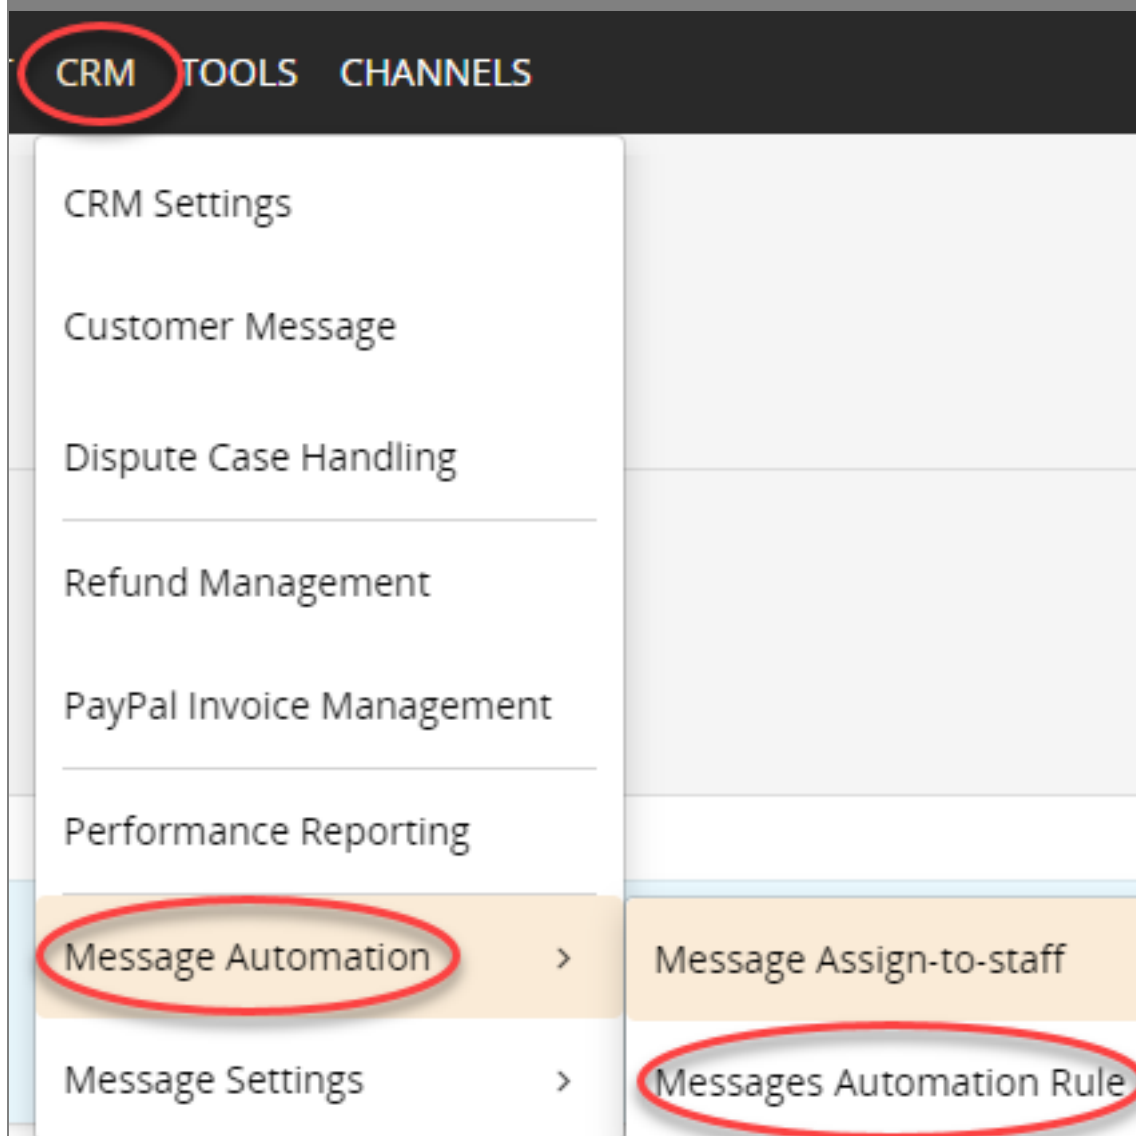 CRM TOOLS CHANNELS
CRM Settings
Customer Message
Dispute Case Handling
Refund Management
PayPal Invoice Management
Performance Reporting
Message Automation >
Message Assign-to-staff
Message Settings >
Messages Automation Rule